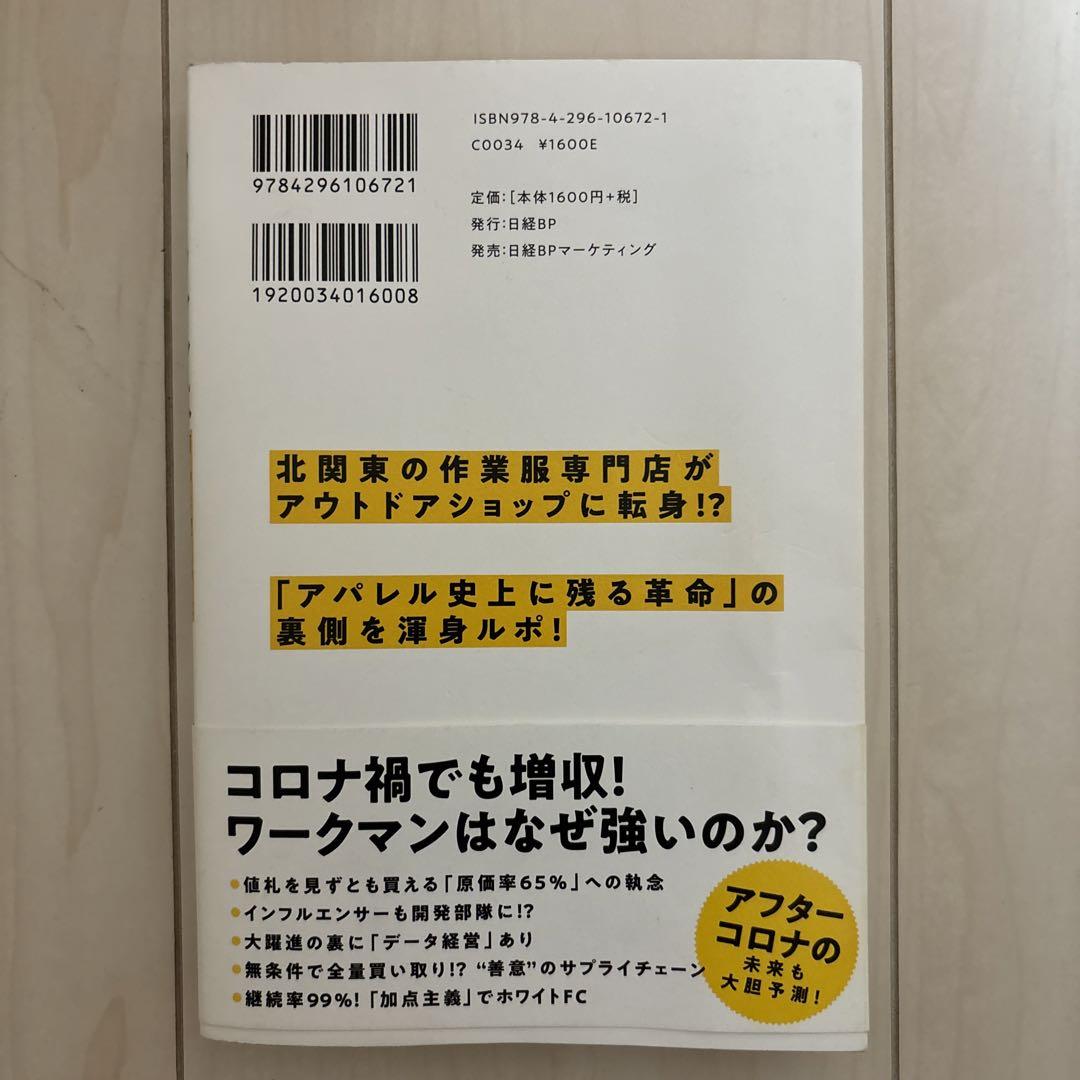 ISBN978-4-296-10672-1
C0034 ¥1600E
9784296106721
定価：[本体1600円+税]
発行：日経BP
発売：日経BPマーケティング
1920034016008
北関東の作業服専門店が
アウトドアショップに転身!?
「アパレル史上に残る革命」の
裏側を渾身ルポ！
コロナ禍でも増収！
ワークマンはなぜ強いのか？
•値札を見ずとも買える「原価率65%」への執念
•インフルエンサーも開発部隊に!?
•大躍進の裏に「データ経営」あり
•無条件で全量買い取り!? “善意”のサプライチェーン
•継続率99%!「加点主義」でホワイトFC
アフター
コロナの
未来も
大胆予測！